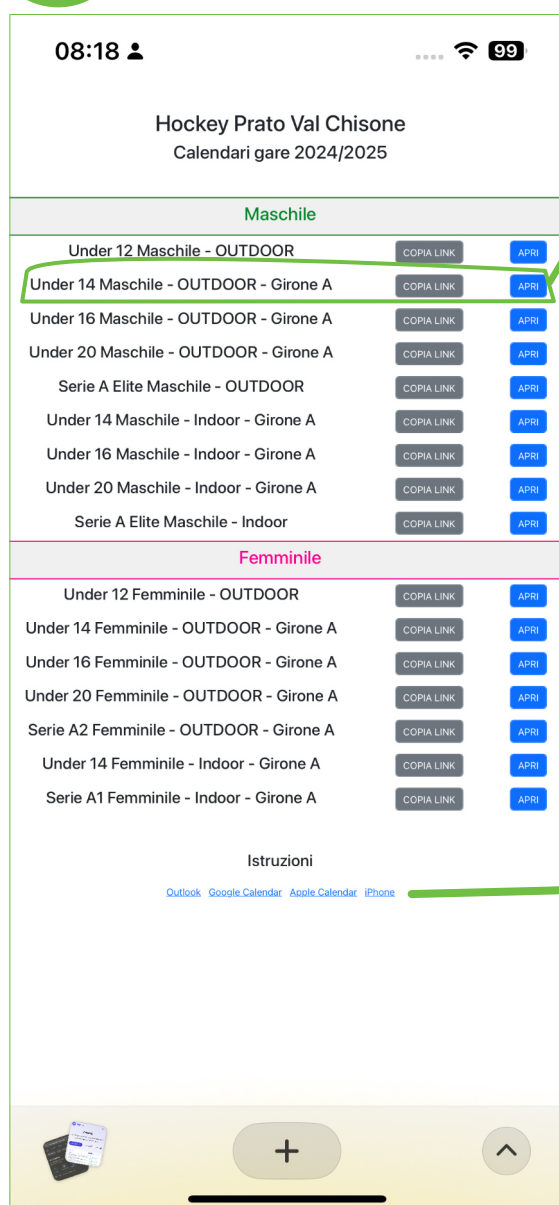 08:18
99
Hockey Prato Val Chisone
Calendari gare 2024/2025
Maschile
Under 12 Maschile - OUTDOOR COPIA LINK APRI
Under 14 Maschile - OUTDOOR - Girone A COPIA LINK APRI
Under 16 Maschile - OUTDOOR - Girone A COPIA LINK APRI
Under 20 Maschile - OUTDOOR - Girone A COPIA LINK APRI
Serie A Elite Maschile - OUTDOOR COPIA LINK APRI
Under 14 Maschile - Indoor - Girone A COPIA LINK APRI
Under 16 Maschile - Indoor - Girone A COPIA LINK APRI
Under 20 Maschile - Indoor - Girone A COPIA LINK APRI
Serie A Elite Maschile - Indoor COPIA LINK APRI
Femminile
Under 12 Femminile - OUTDOOR COPIA LINK APRI
Under 14 Femminile - OUTDOOR - Girone A COPIA LINK APRI
Under 16 Femminile - OUTDOOR - Girone A COPIA LINK APRI
Under 20 Femminile - OUTDOOR - Girone A COPIA LINK APRI
Serie A2 Femminile - OUTDOOR - Girone A COPIA LINK APRI
Under 14 Femminile - Indoor - Girone A COPIA LINK APRI
Serie A1 Femminile - Indoor - Girone A COPIA LINK APRI
Istruzioni
Outlook Google Calendar Apple Calendar iPhone